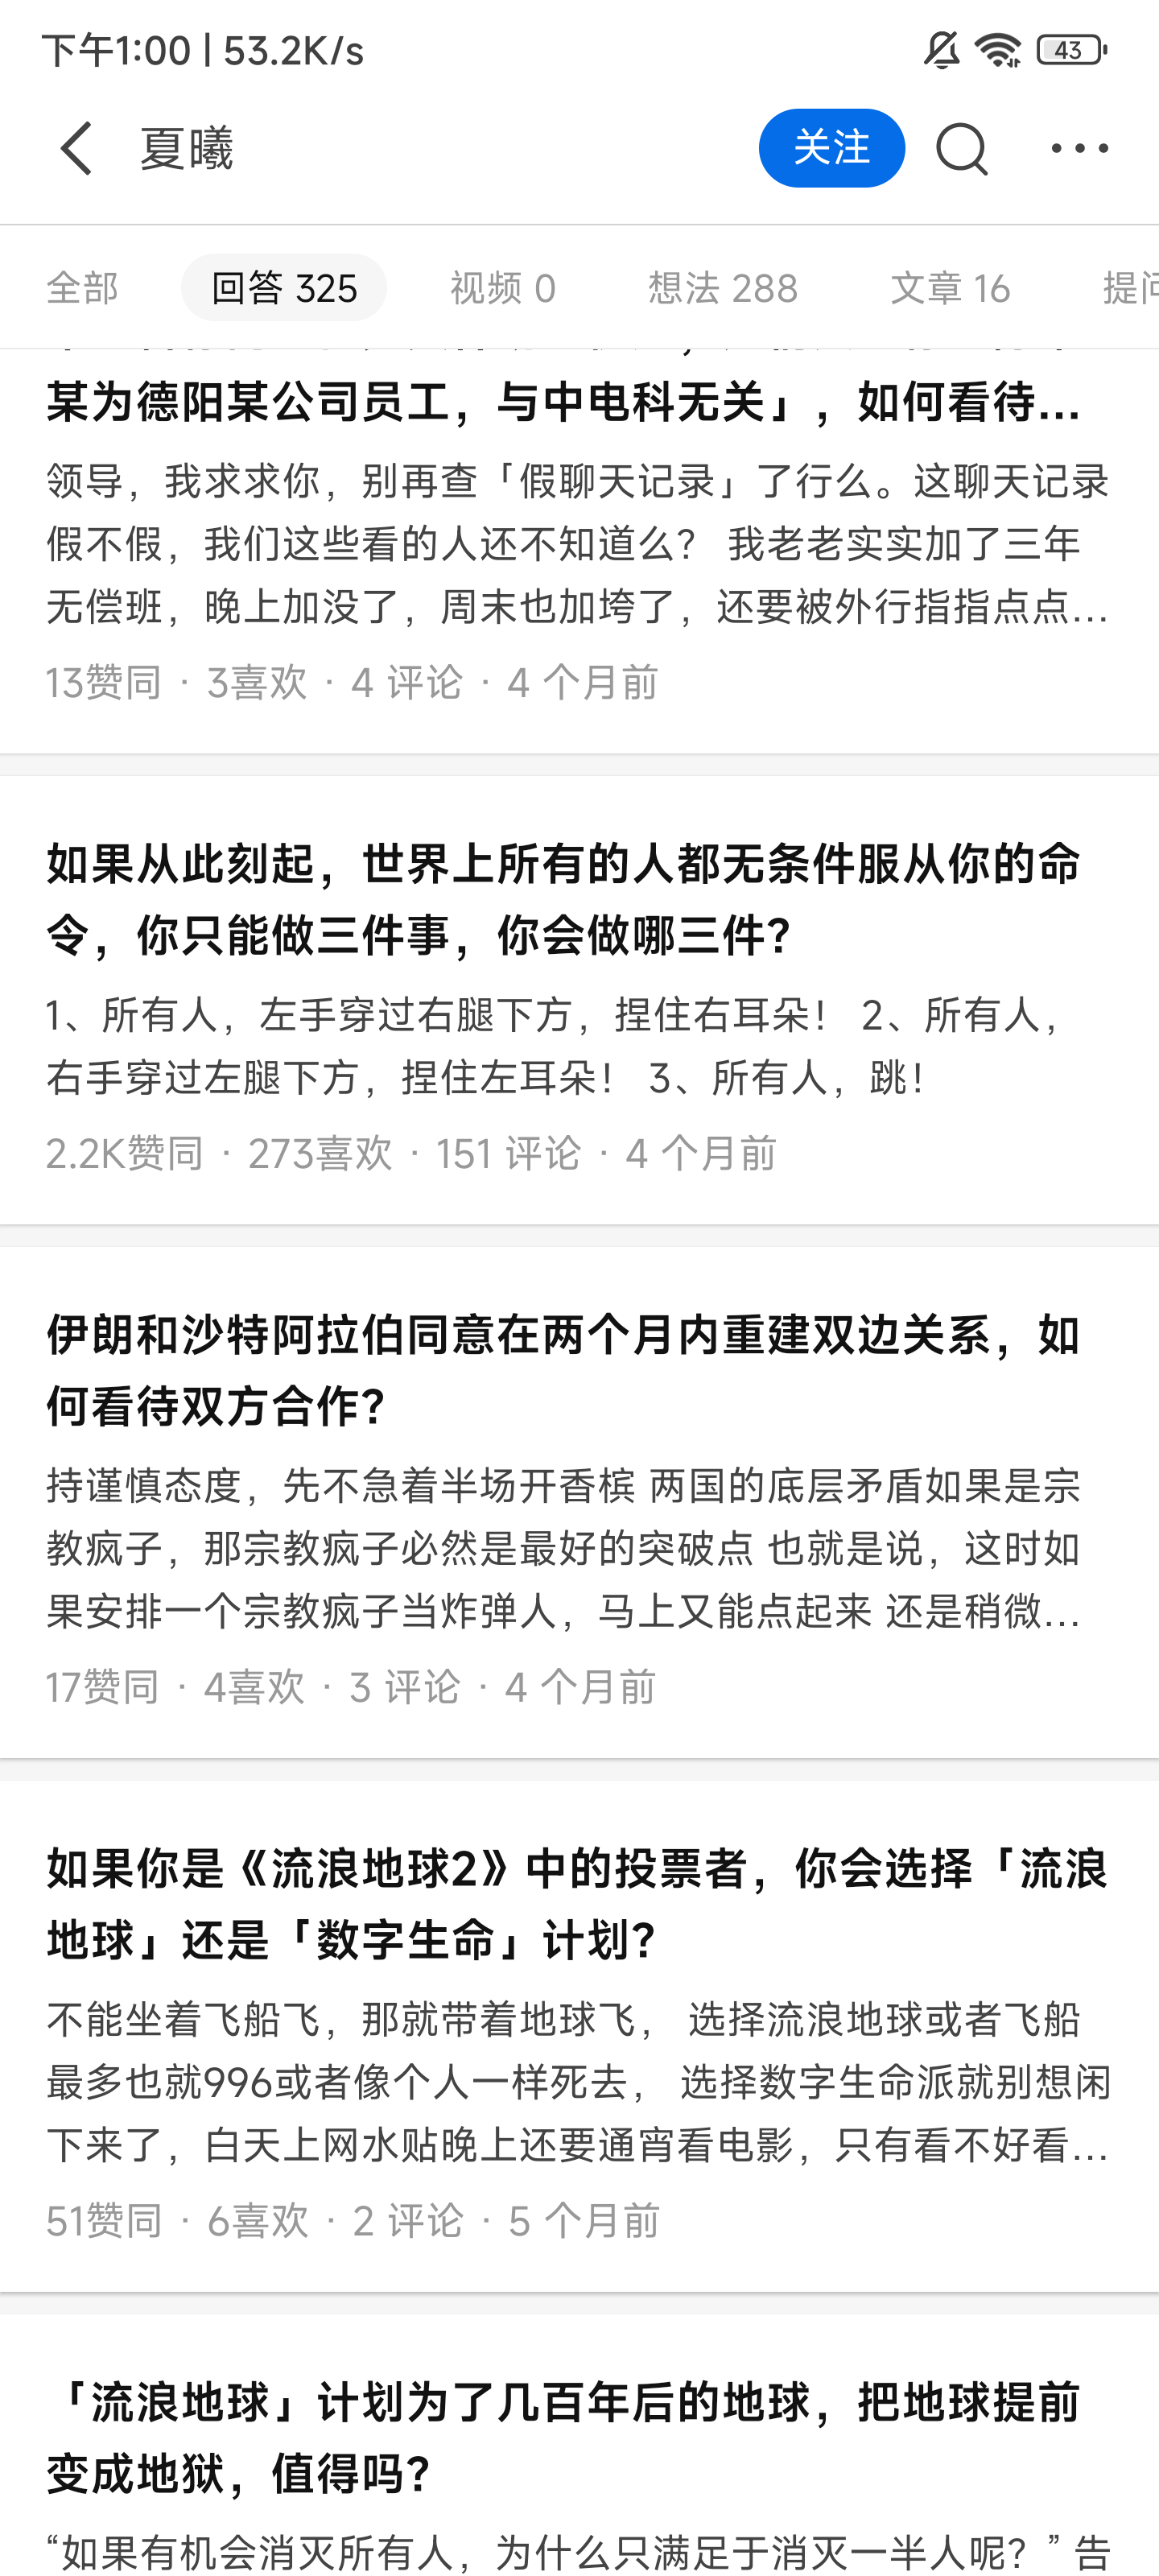 下午1:00 | 53.2K/s
43
夏曦
关注
全部
回答 325
视频 0
想法 288
文章 16
提问
某为德阳某公司员工，与中电科无关」，如何看待...
领导，我求求你，别再查「假聊天记录」了行么。这聊天记录
假不假，我们这些看的人还不知道么？ 我老老实实加了三年
无偿班，晚上加没了，周末也加垮了，还要被外行指指点点...
13赞同 · 3喜欢 · 4 评论 · 4 个月前
如果从此刻起，世界上所有的人都无条件服从你的命
令，你只能做三件事，你会做哪三件？
1、所有人，左手穿过右腿下方，捏住右耳朵！ 2、所有人，
右手穿过左腿下方，捏住左耳朵！ 3、所有人，跳！
2.2K赞同 · 273喜欢 · 151 评论 · 4 个月前
伊朗和沙特阿拉伯同意在两个月内重建双边关系，如
何看待双方合作？
持谨慎态度，先不急着半场开香槟 两国的底层矛盾如果是宗
教疯子，那宗教疯子必然是最好的突破点 也就是说，这时如
果安排一个宗教疯子当炸弹人，马上又能点起来 还是稍微...
17赞同 · 4喜欢 · 3 评论 · 4 个月前
如果你是《流浪地球2》中的投票者，你会选择「流浪
地球」还是「数字生命」计划？
不能坐着飞船飞，那就带着地球飞， 选择流浪地球或者飞船
最多也就996或者像个人一样死去， 选择数字生命派就别想闲
下来了，白天上网水贴晚上还要通宵看电影，只有看不好看...
51赞同 · 6喜欢 · 2 评论 · 5 个月前
「流浪地球」计划为了几百年后的地球，把地球提前
变成地狱，值得吗？
“如果有机会消灭所有人，为什么只满足于消灭一半人呢？” 告